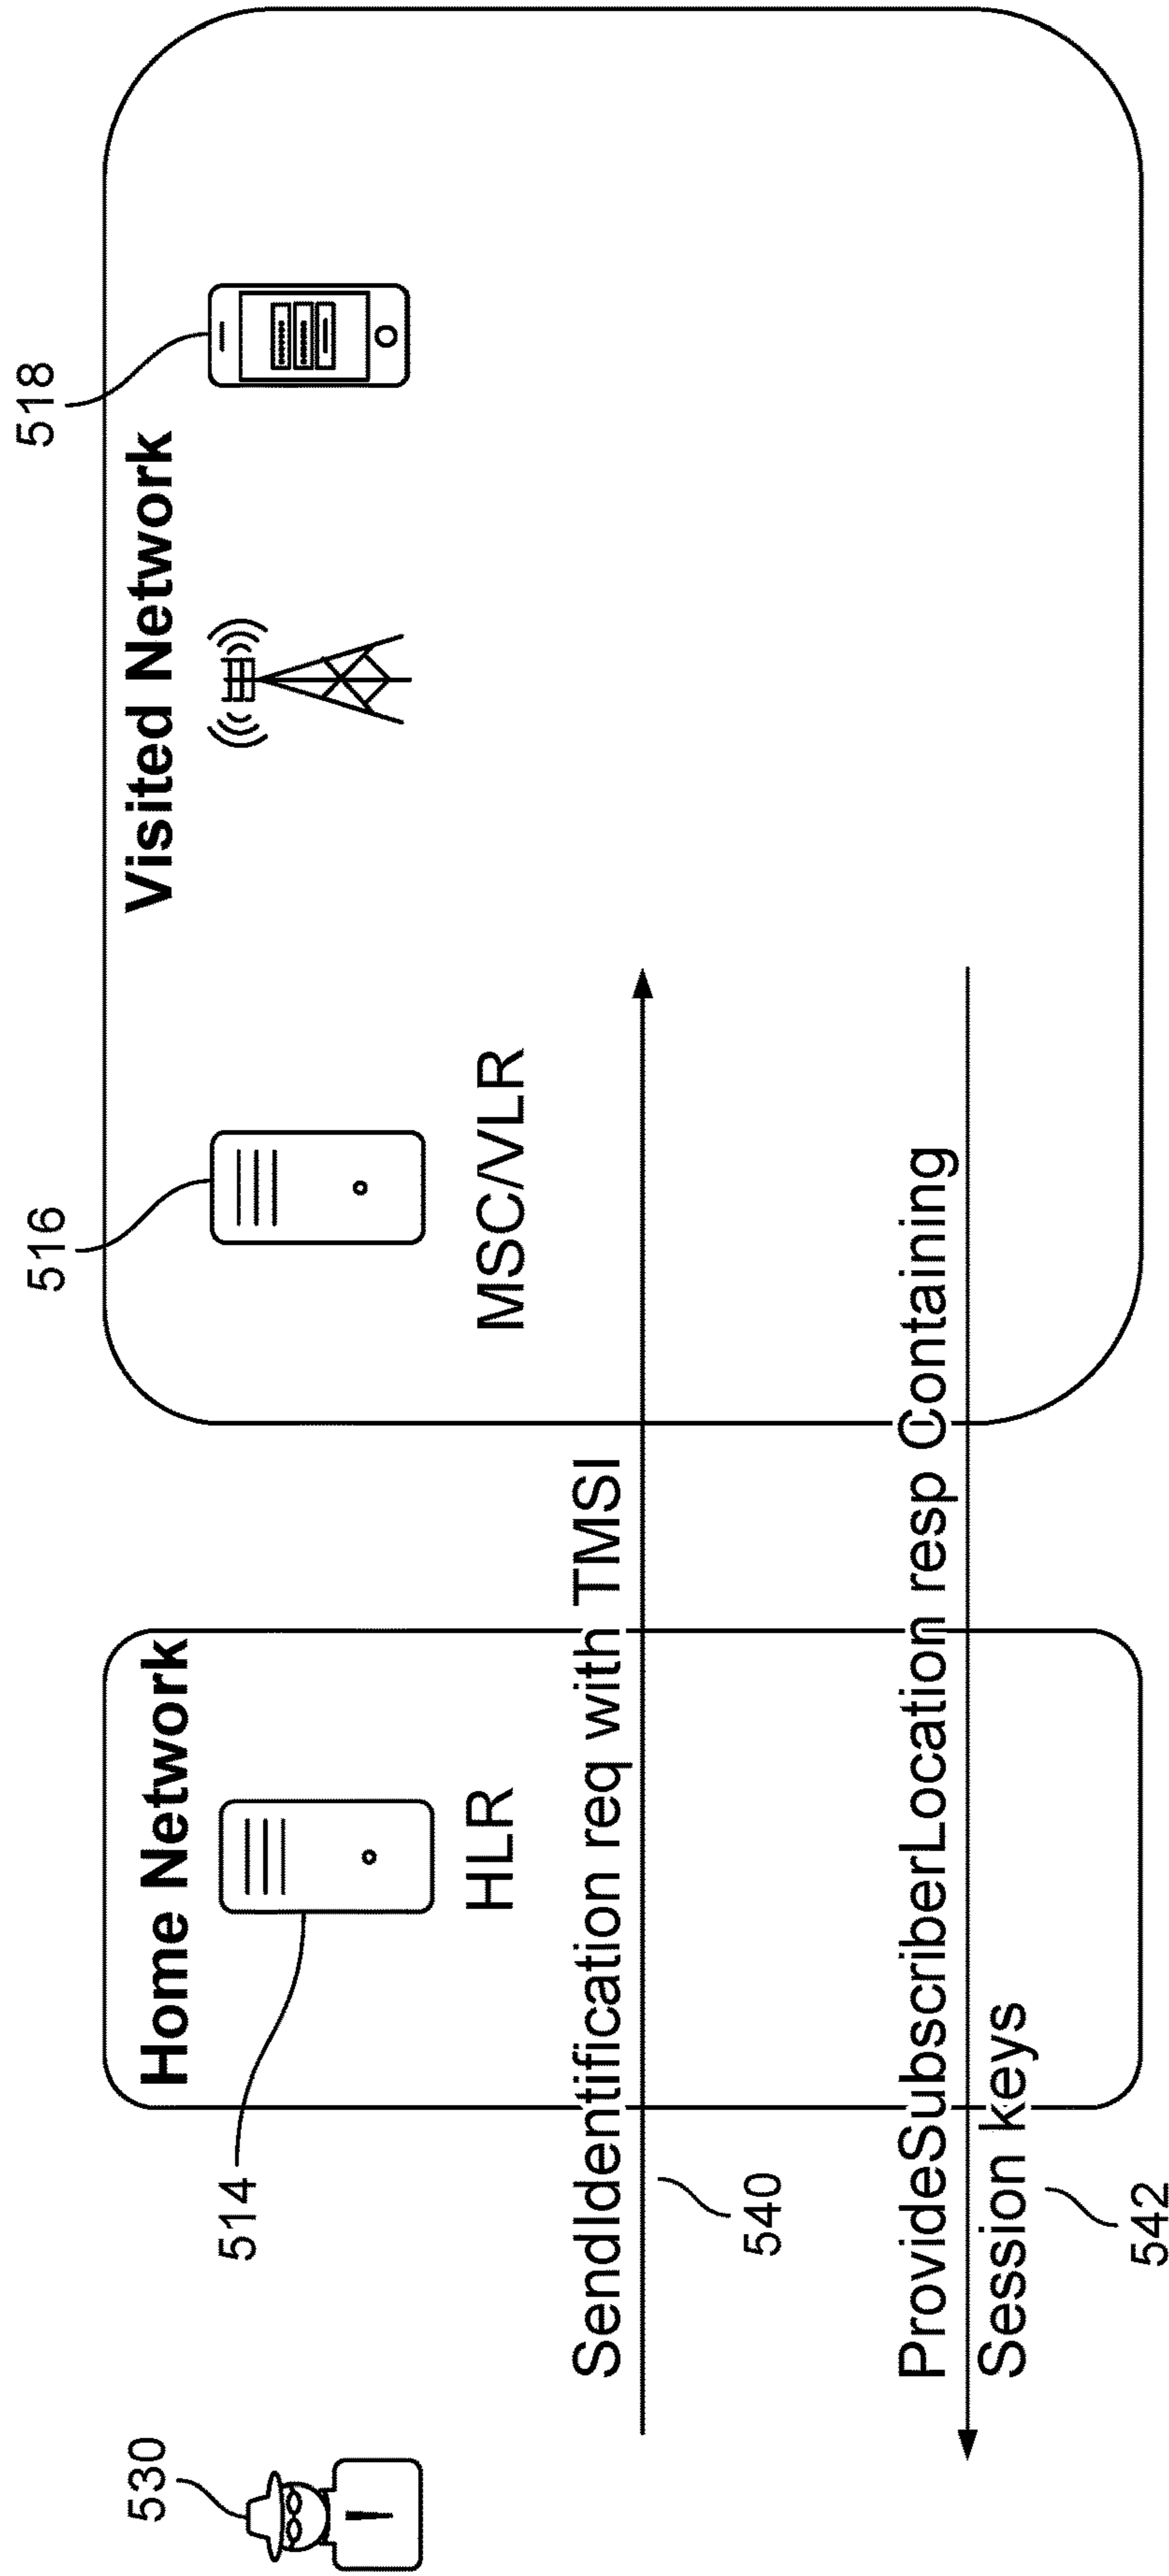 530
514
Home Network
HLR
516
MSC/VLR
Visited Network
518
SendIdentification req with TMSI
540
ProvideSubscriberLocation resp Containing
Session keys
542